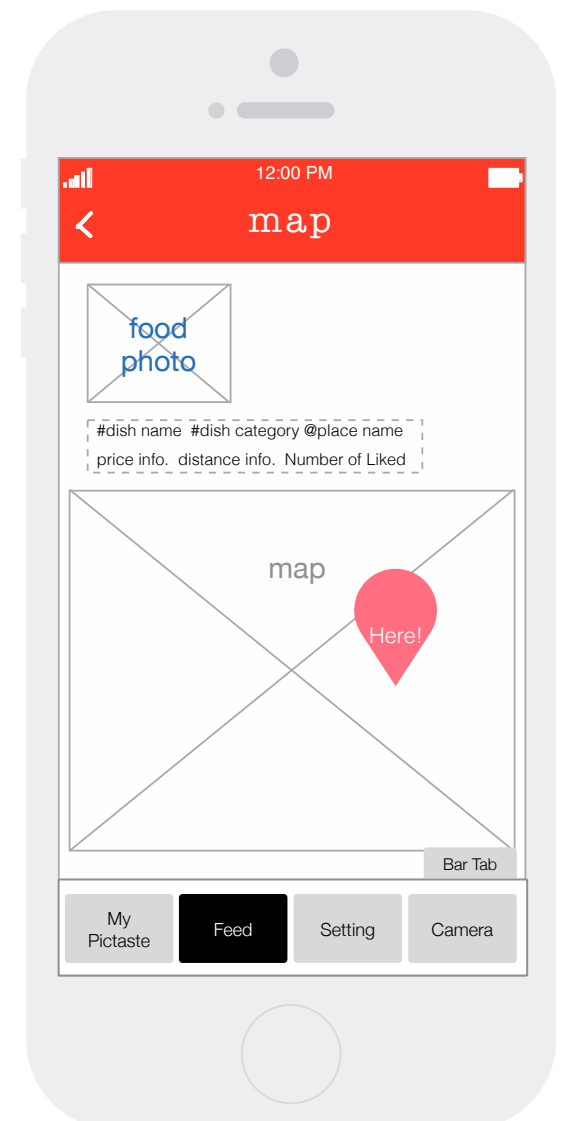 12:00 PM
map
food
photo
#dish name #dish category @place name
price info. distance info. Number of Liked
map
Here!
Bar Tab
My
Pictaste
Feed
Setting
Camera